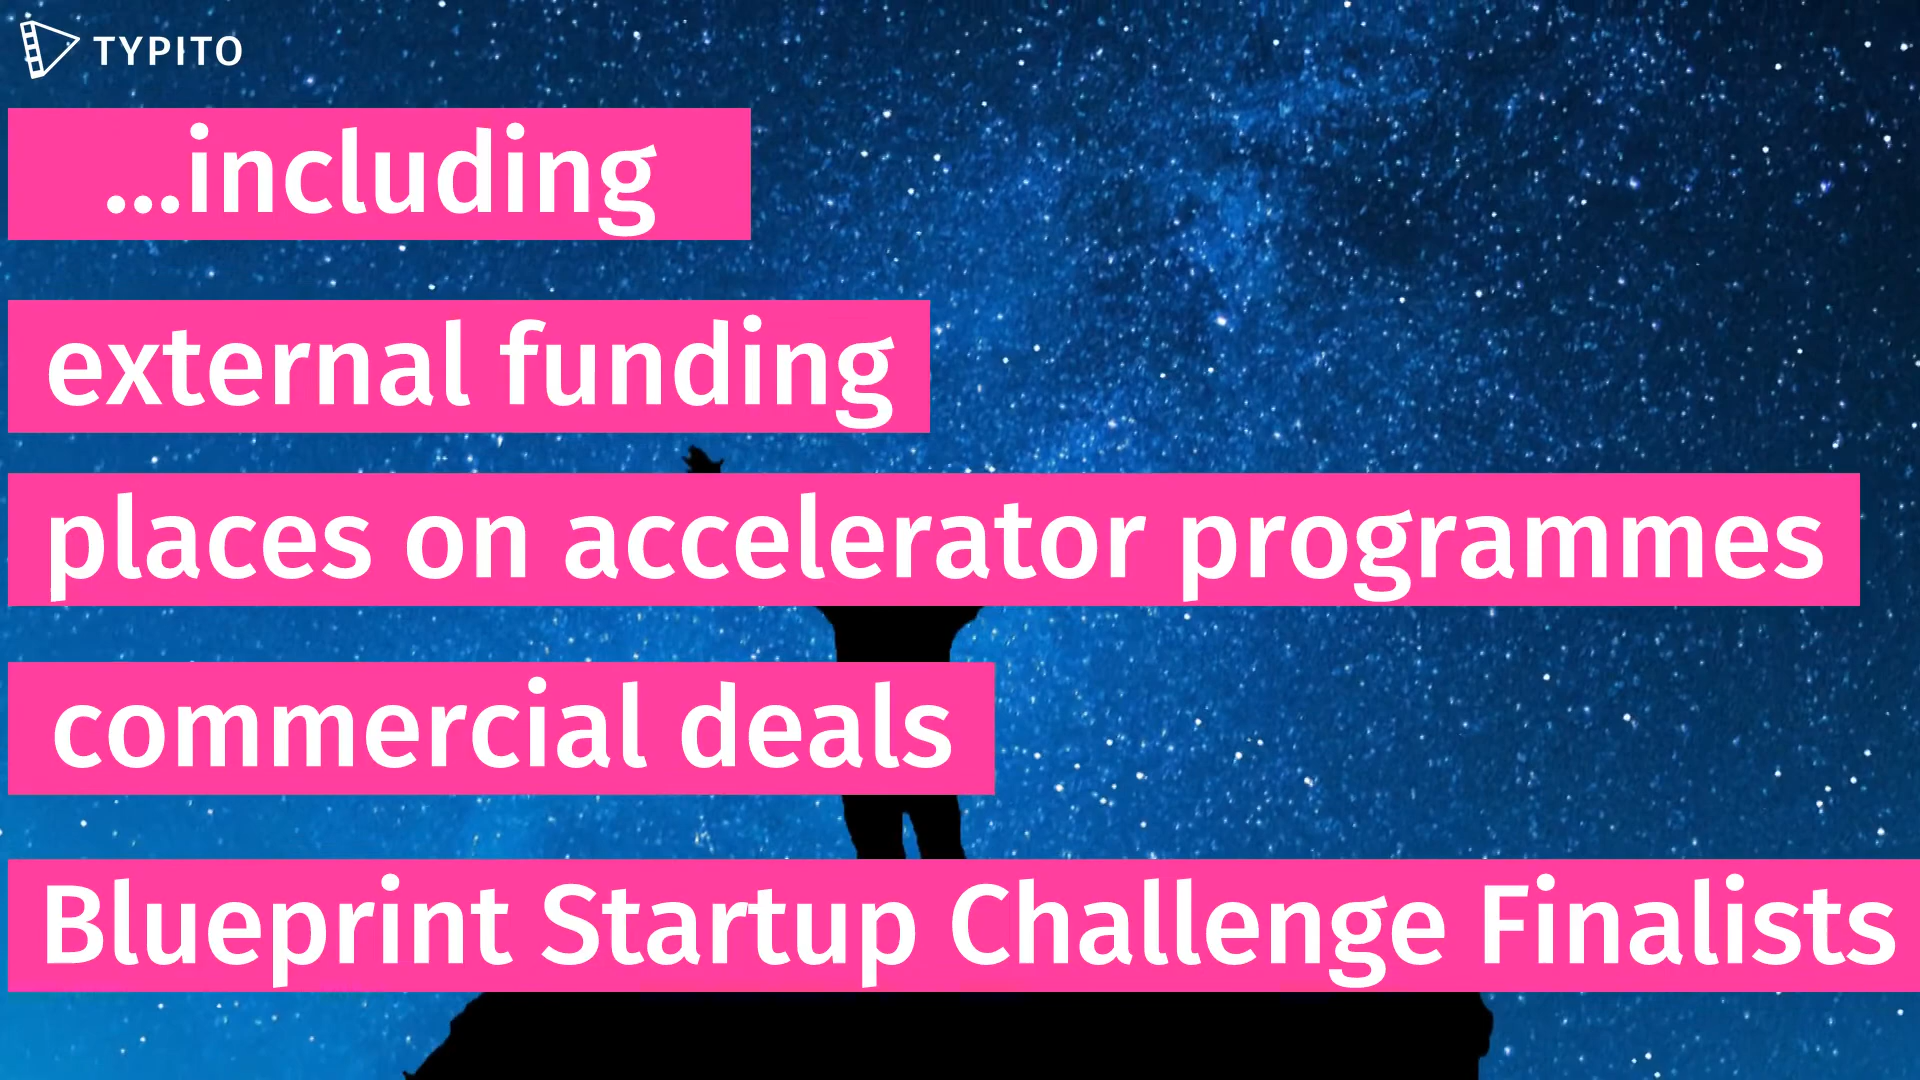 TYPITO
...including
external funding
places on accelerator programmes
commercial deals
Blueprint Startup Challenge Finalists